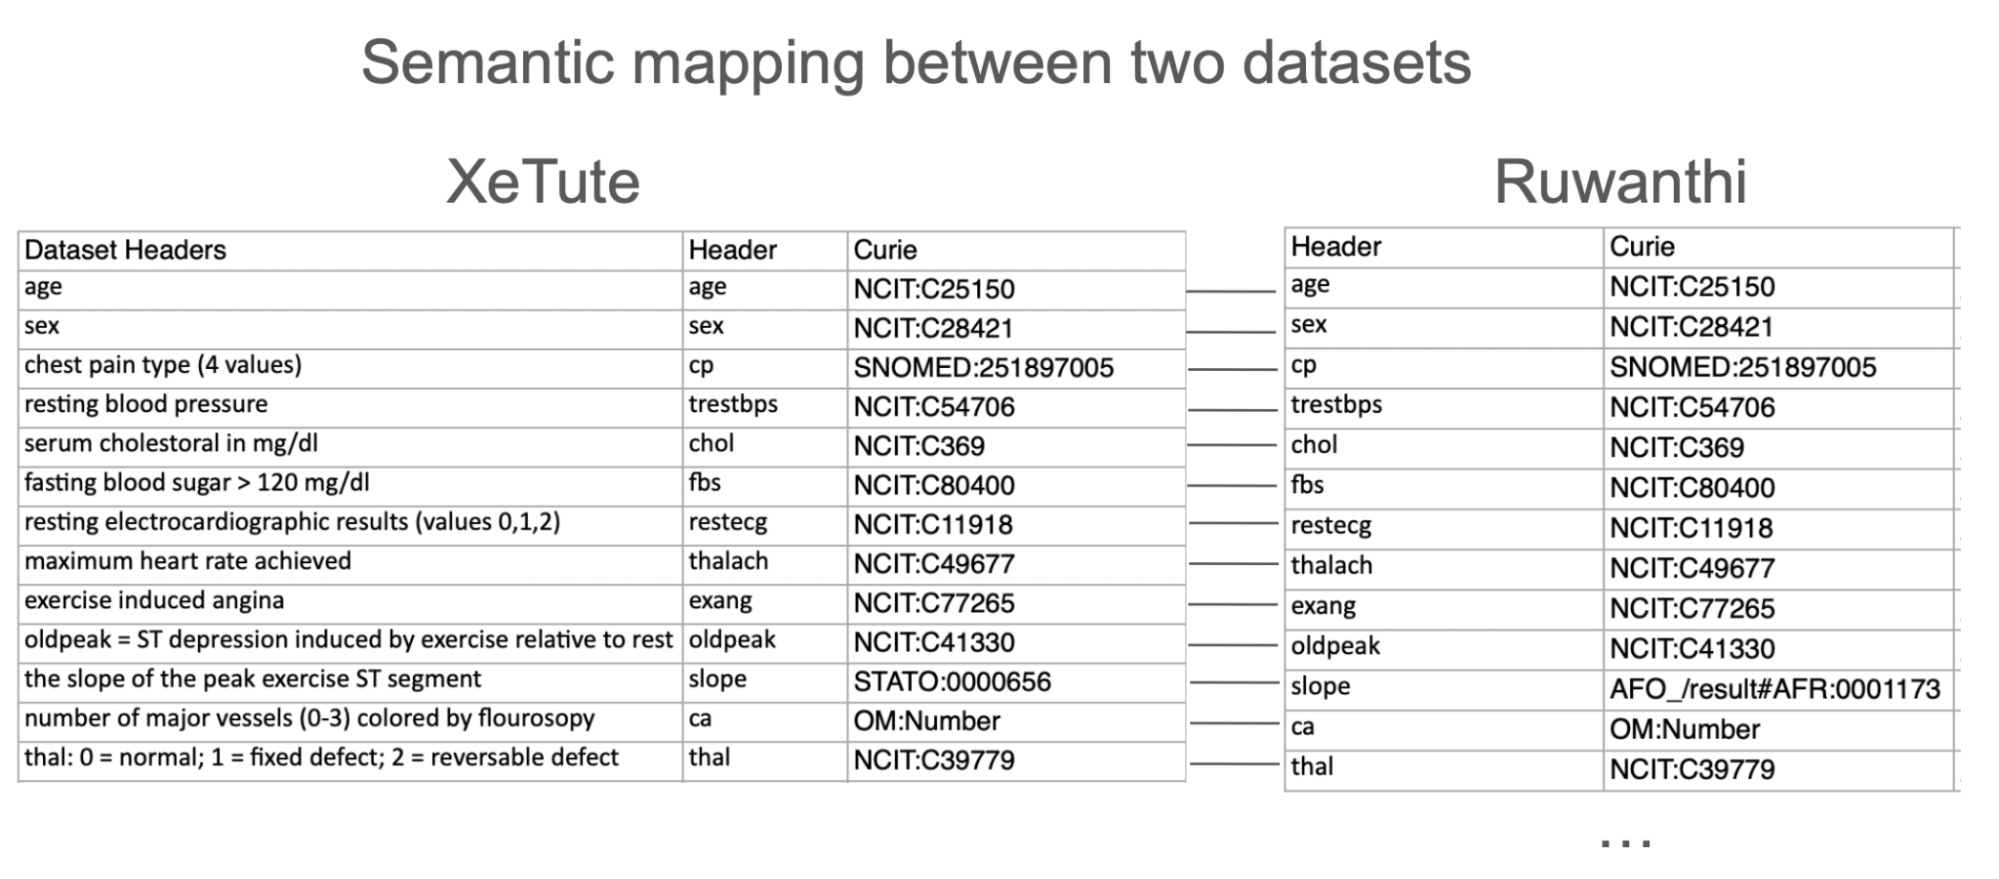 Semantic mapping between two datasets
XeTute
Dataset Headers Header Curie
age age NCIT:C25150
sex sex NCIT:C28421
chest pain type (4 values) cp SNOMED:251897005
resting blood pressure trestbps NCIT:C54706
serum cholestoral in mg/dl chol NCIT:C369
fasting blood sugar > 120 mg/dl fbs NCIT:C80400
resting electrocardiographic results (values 0,1,2) restecg NCIT:C11918
maximum heart rate achieved thalach NCIT:C49677
exercise induced angina exang NCIT:C77265
oldpeak = ST depression induced by exercise relative to rest oldpeak NCIT:C41330
the slope of the peak exercise ST segment slope STATO:0000656
number of major vessels (0-3) colored by flourosopy ca OM:Number
thal: 0 = normal; 1 = fixed defect; 2 = reversable defect thal NCIT:C39779
Ruwanthi
Header Curie
age NCIT:C25150
sex NCIT:C28421
cp SNOMED:251897005
trestbps NCIT:C54706
chol NCIT:C369
fbs NCIT:C80400
restecg NCIT:C11918
thalach NCIT:C49677
exang NCIT:C77265
oldpeak NCIT:C41330
slope AFO_/result#AFR:0001173
ca OM:Number
thal NCIT:C39779
...